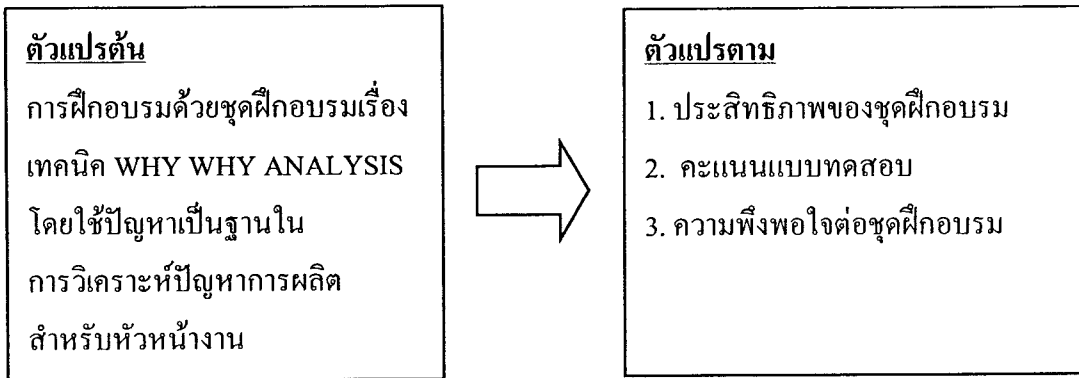 ตัวแปรต้น
การฝึกอบรมด้วยชุดฝึกอบรมเรื่อง
เทคนิค WHY WHY ANALYSIS
โดยใช้ปัญหาเป็นฐานใน
การวิเคราะห์ปัญหาการผลิต
สำหรับหัวหน้างาน
ตัวแปรตาม
1. ประสิทธิภาพของชุดฝึกอบรม
2. คะแนนแบบทดสอบ
3. ความพึงพอใจต่อชุดฝึกอบรม